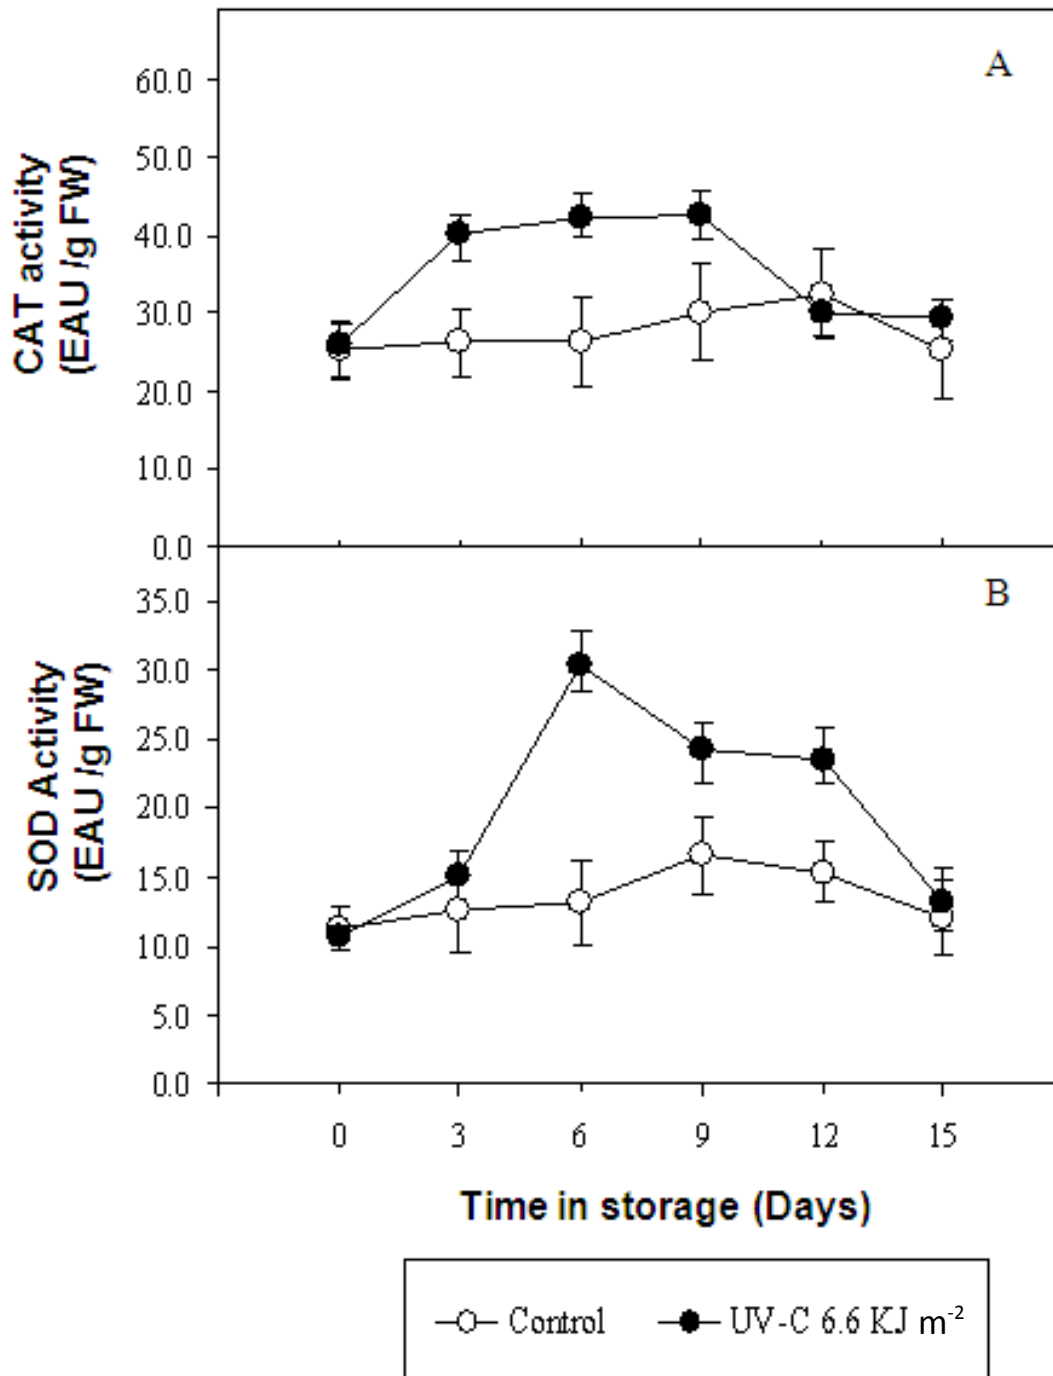 A
CAT activity
(EAU /g FW)
60.0
50.0
40.0
30.0
20.0
10.0
0.0
B
SOD Activity
(EAU /g FW)
35.0
30.0
25.0
20.0
15.0
10.0
5.0
0.0
0 3 6 9 12 15
Time in storage (Days)
Control UV-C 6.6 KJ m⁻²